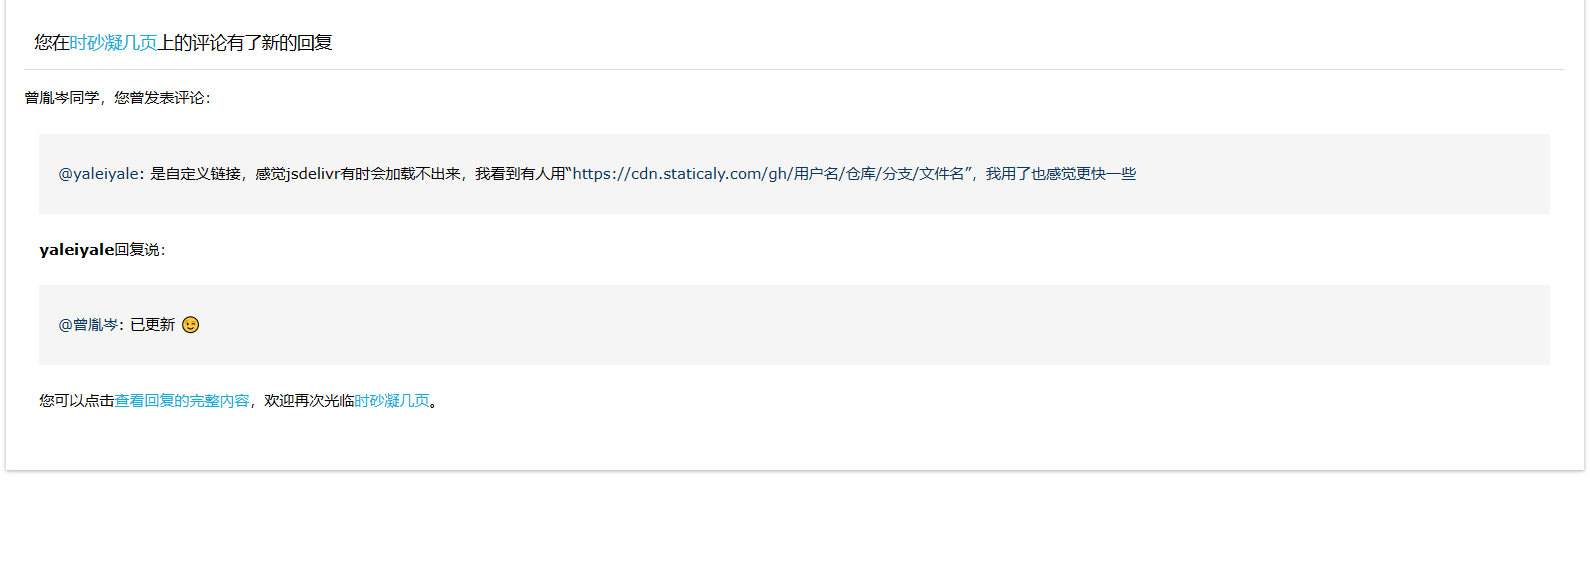 您在时砂凝几页上的评论有了新的回复
曾胤岑同学，您曾发表评论：
@yaleiyale: 是自定义链接，感觉jsdelivr有时会加载不出来，我看到有人用“https://cdn.staticaly.com/gh/用户名/仓库/分支/文件名”，我用了也感觉更快一些
yaleiyale回复说：
@曾胤岑: 已更新 😉
您可以点击查看回复的完整内容，欢迎再次光临时砂凝几页。